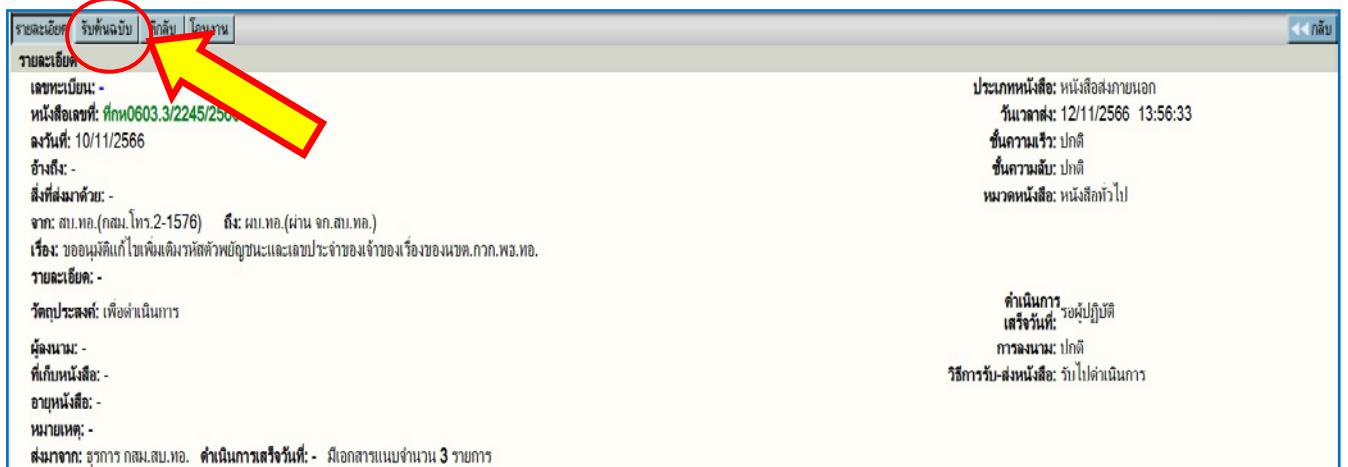 รายละเอียด รับต้นฉบับ ตีกลับ โอนงาน กลับ
รายละเอียด
เลขทะเบียน: - ประเภทหนังสือ: หนังสือส่งภายนอก
หนังสือเลขที่: ที่กห0603.3/2245/256 วันเวลาส่ง: 12/11/2566 13:56:33
ลงวันที่: 10/11/2566 ชั้นความเร็ว: ปกติ
อ้างถึง: - ชั้นความลับ: ปกติ
สิ่งที่ส่งมาด้วย: - หมวดหนังสือ: หนังสือทั่วไป
จาก: สบ.ทอ.(กสม.โทร.2-1576) ถึง: ผบ.ทอ.(ผ่าน จก.สบ.ทอ.)
เรื่อง: ขออนุมัติแก้ไขเพิ่มเติมรหัสตัวพยัญชนะและเลขประจำของเจ้าของเรื่องของนขต.กวก.พธ.ทอ.
รายละเอียด: -
วัตถุประสงค์: เพื่อดำเนินการ ดำเนินการเสร็จวันที่: รอผู้ปฏิบัติ
ผู้ลงนาม: - การลงนาม: ปกติ
ที่เก็บหนังสือ: - วิธีการรับ-ส่งหนังสือ: รับไปดำเนินการ
อายุหนังสือ: -
หมายเหตุ: -
ส่งมาจาก: ธุรการ กสม.สบ.ทอ. ดำเนินการเสร็จวันที่: - มีเอกสารแนบจำนวน 3 รายการ